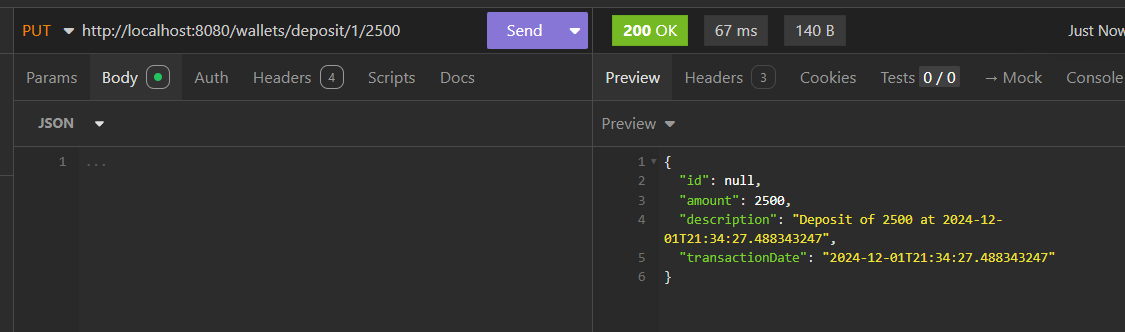 PUT http://localhost:8080/wallets/deposit/1/2500 Send 200 OK 67 ms 140 B Just Now
Params Body Auth Headers 4 Scripts Docs Preview Headers 3 Cookies Tests 0 / 0 → Mock Console
JSON Preview
1 ... 1 {
2 "id": null,
3 "amount": 2500,
4 "description": "Deposit of 2500 at 2024-12-
01T21:34:27.488343247",
5 "transactionDate": "2024-12-01T21:34:27.488343247"
6 }